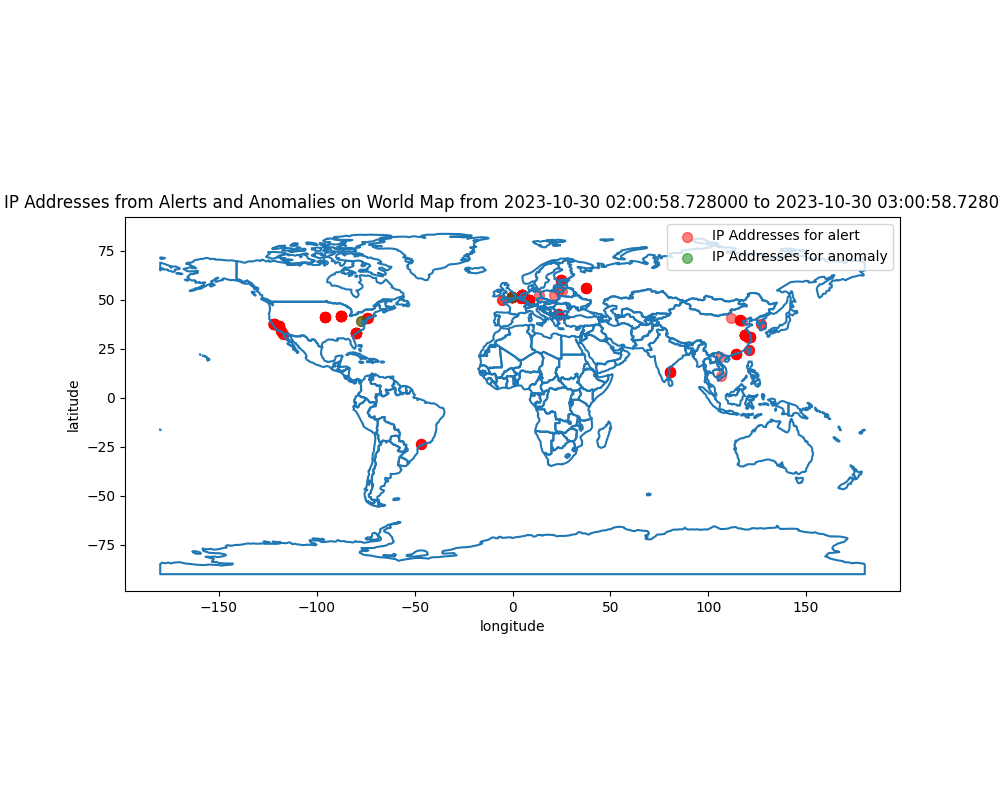 IP Addresses from Alerts and Anomalies on World Map from 2023-10-30 02:00:58.728000 to 2023-10-30 03:00:58.7280
IP Addresses for alert
IP Addresses for anomaly
75
50
25
0
−25
−50
−75
latitude
−150 −100 −50 0 50 100 150
longitude